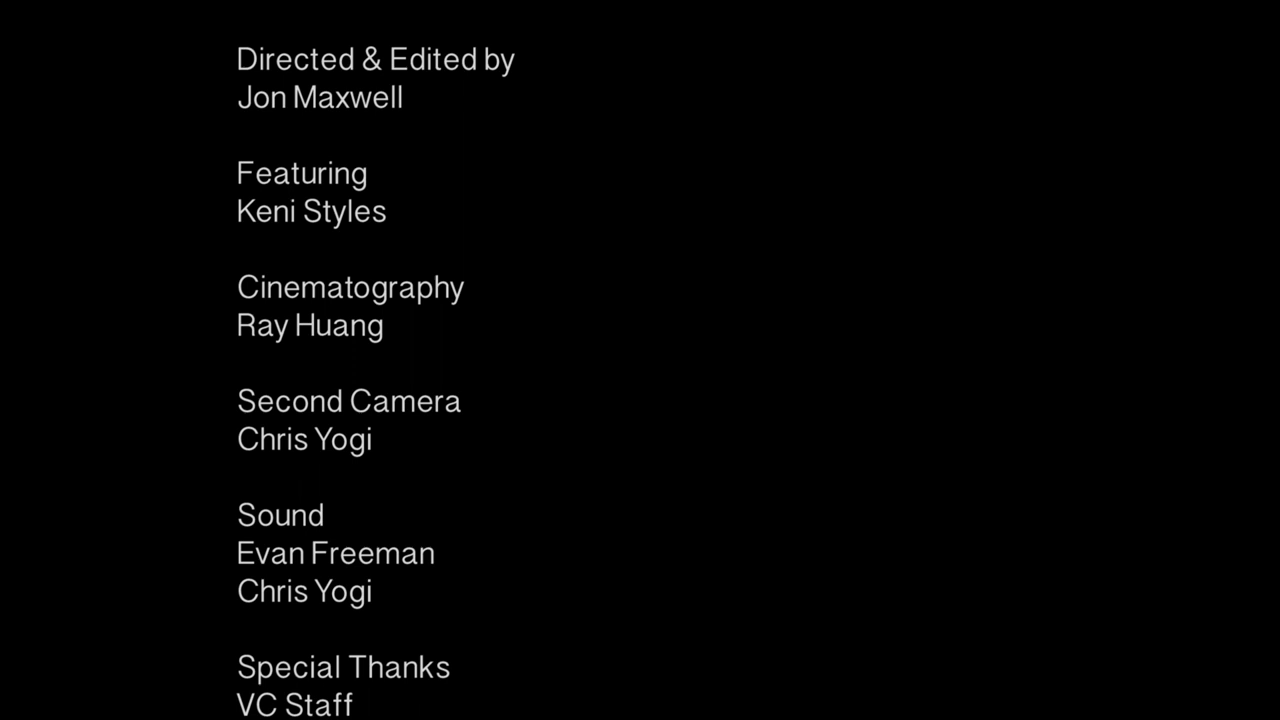 Directed & Edited by
Jon Maxwell
Featuring
Keni Styles
Cinematography
Ray Huang
Second Camera
Chris Yogi
Sound
Evan Freeman
Chris Yogi
Special Thanks
VC Staff